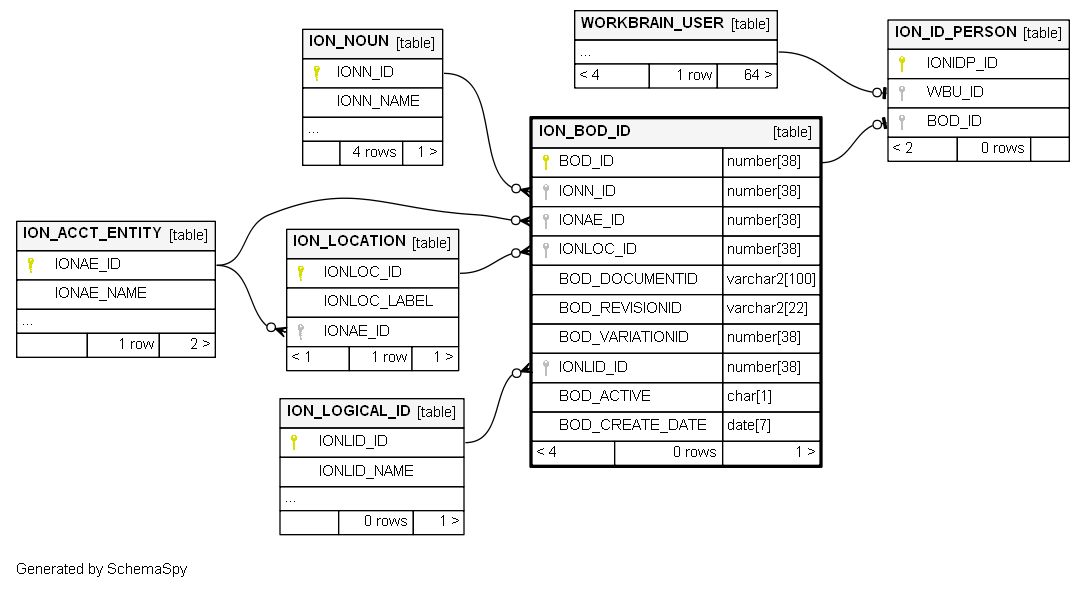 ION_NOUN [table]
IONN_ID
IONN_NAME
...
4 rows 1 >
WORKBRAIN_USER [table]
...
< 4 1 row 64 >
ION_ID_PERSON [table]
IONIDP_ID
WBU_ID
BOD_ID
< 2 0 rows
ION_BOD_ID [table]
BOD_ID number[38]
IONN_ID number[38]
IONAE_ID number[38]
IONLOC_ID number[38]
BOD_DOCUMENTID varchar2[100]
BOD_REVISIONID varchar2[22]
BOD_VARIATIONID number[38]
IONLID_ID number[38]
BOD_ACTIVE char[1]
BOD_CREATE_DATE date[7]
< 4 0 rows 1 >
ION_ACCT_ENTITY [table]
IONAE_ID
IONAE_NAME
...
1 row 2 >
ION_LOCATION [table]
IONLOC_ID
IONLOC_LABEL
IONAE_ID
< 1 1 row 1 >
ION_LOGICAL_ID [table]
IONLID_ID
IONLID_NAME
...
0 rows 1 >
Generated by SchemaSpy